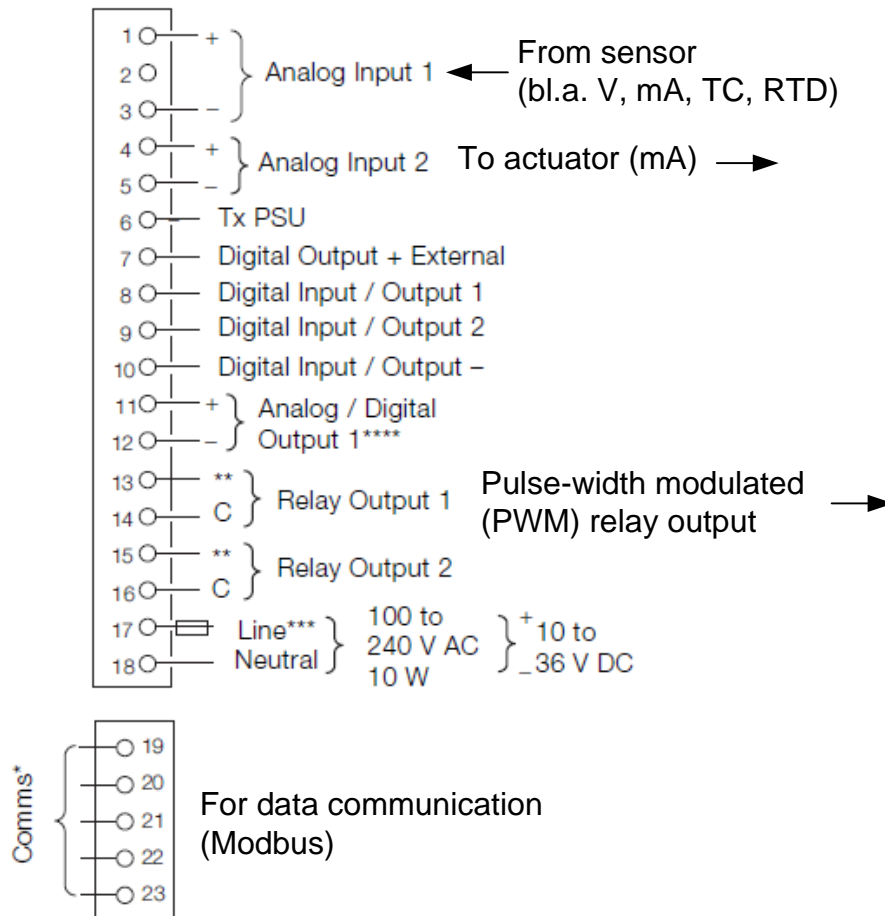 1 +
2 Analog Input 1 From sensor
(bl.a. V, mA, TC, RTD)
3 –
4 +
Analog Input 2 To actuator (mA)
5 –
6 Tx PSU
7 Digital Output + External
8 Digital Input / Output 1
9 Digital Input / Output 2
10 Digital Input / Output –
11 + Analog / Digital
12 – Output 1****
13 **
Relay Output 1 Pulse-width modulated
14 C (PWM) relay output
15 **
Relay Output 2
16 C
17 Line*** 100 to + 10 to
240 V AC
18 Neutral 10 W – 36 V DC
Comms*
19
20
21 For data communication
22 (Modbus)
23